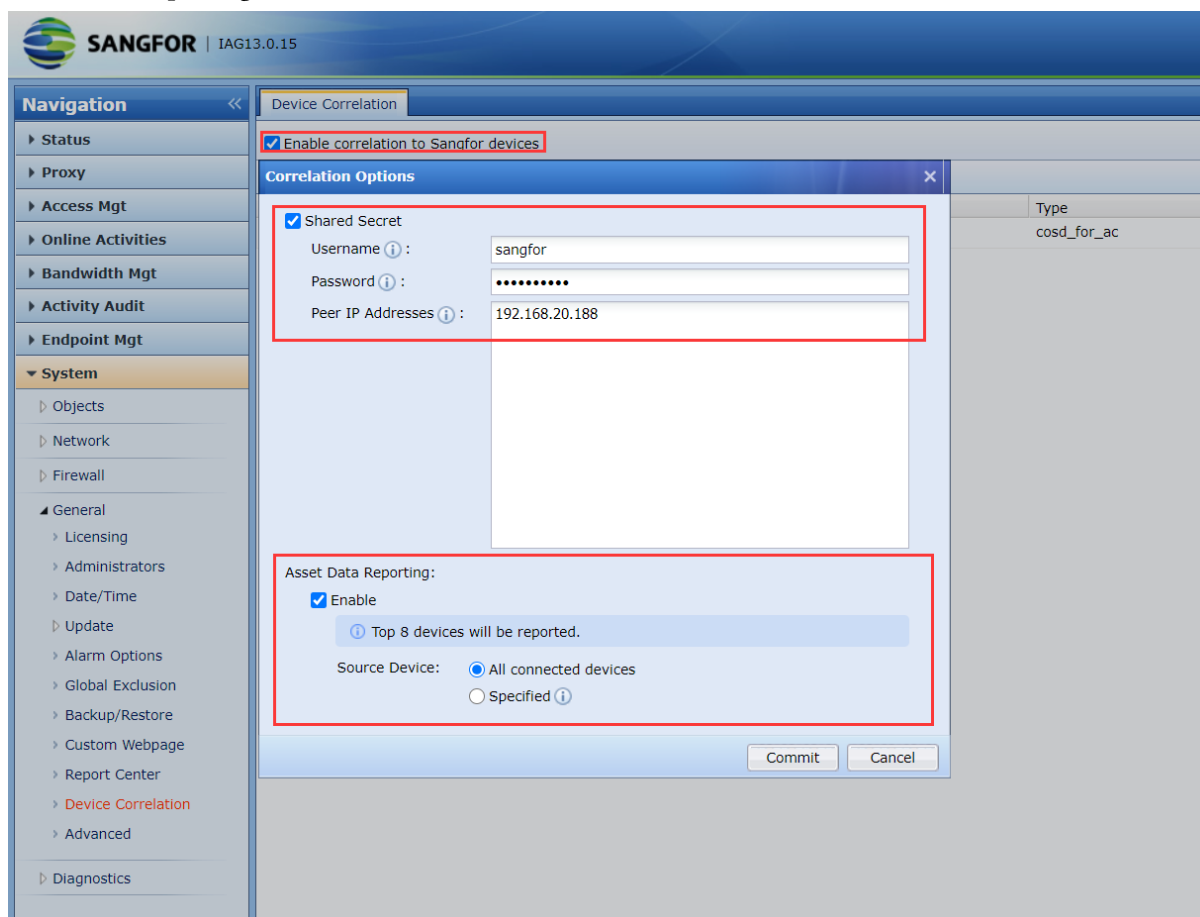 SANGFOR | IAG13.0.15
Navigation «
Device Correlation
Status
Enable correlation to Sangfor devices
Proxy
Correlation Options ×
Access Mgt
Shared Secret
Type
Online Activities
Username : sangfor
cosd_for_ac
Bandwidth Mgt
Password : ••••••••••
Activity Audit
Peer IP Addresses : 192.168.20.188
Endpoint Mgt
System
Objects
Network
Firewall
General
Licensing
Administrators
Date/Time
Update
Alarm Options
Global Exclusion
Backup/Restore
Custom Webpage
Report Center
Device Correlation
Advanced
Diagnostics
Asset Data Reporting:
Enable
Top 8 devices will be reported.
Source Device: All connected devices
Specified
Commit Cancel